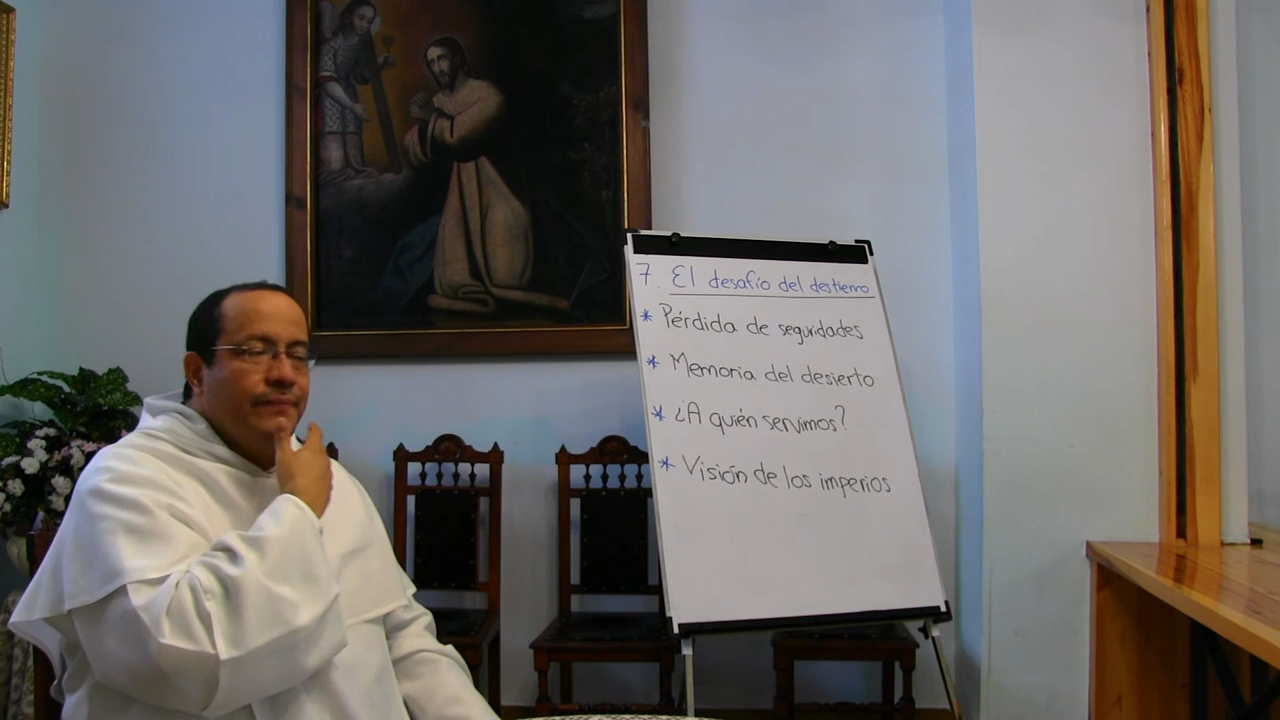 7. El desafío del destierro
* Pérdida de seguridades
* Memoria del desierto
* ¿A quién servimos?
* Visión de los imperios